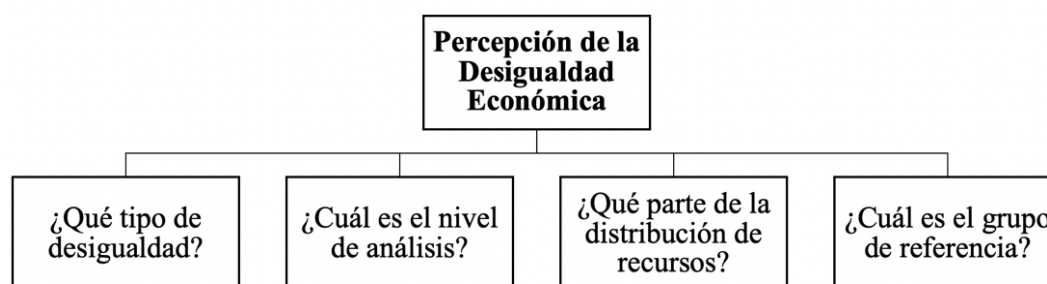 Percepción de la
Desigualdad
Económica
¿Qué tipo de
desigualdad?
¿Cuál es el nivel
de análisis?
¿Qué parte de la
distribución de
recursos?
¿Cuál es el grupo
de referencia?